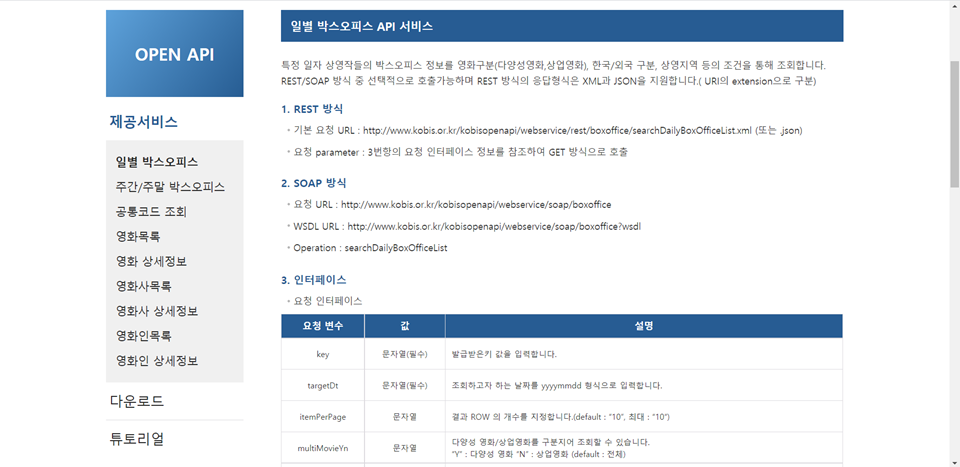 OPEN API
제공서비스
일별 박스오피스
주간/주말 박스오피스
공통코드 조회
영화목록
영화 상세정보
영화사목록
영화사 상세정보
영화인목록
영화인 상세정보
다운로드
튜토리얼
일별 박스오피스 API 서비스
특정 일자 상영작들의 박스오피스 정보를 영화구분(다양성영화,상업영화), 한국/외국 구분, 상영지역 등의 조건을 통해 조회합니다.
REST/SOAP 방식 중 선택적으로 호출가능하며 REST 방식의 응답형식은 XML과 JSON을 지원합니다.( URI의 extension으로 구분)
1. REST 방식
• 기본 요청 URL : http://www.kobis.or.kr/kobisopenapi/webservice/rest/boxoffice/searchDailyBoxOfficeList.xml (또는 .json)
• 요청 parameter : 3번항의 요청 인터페이스 정보를 참조하여 GET 방식으로 호출
2. SOAP 방식
• 요청 URL : http://www.kobis.or.kr/kobisopenapi/webservice/soap/boxoffice
• WSDL URL : http://www.kobis.or.kr/kobisopenapi/webservice/soap/boxoffice?wsdl
• Operation : searchDailyBoxOfficeList
3. 인터페이스
• 요청 인터페이스
요청 변수 값 설명
key 문자열(필수) 발급받은키 값을 입력합니다.
targetDt 문자열(필수) 조회하고자 하는 날짜를 yyyymmdd 형식으로 입력합니다.
itemPerPage 문자열 결과 ROW 의 개수를 지정합니다.(default : "10", 최대 : "10")
multiMovieYn 문자열 다양성 영화/상업영화를 구분지어 조회할 수 있습니다.
"Y" : 다양성 영화 "N" : 상업영화 (default : 전체)